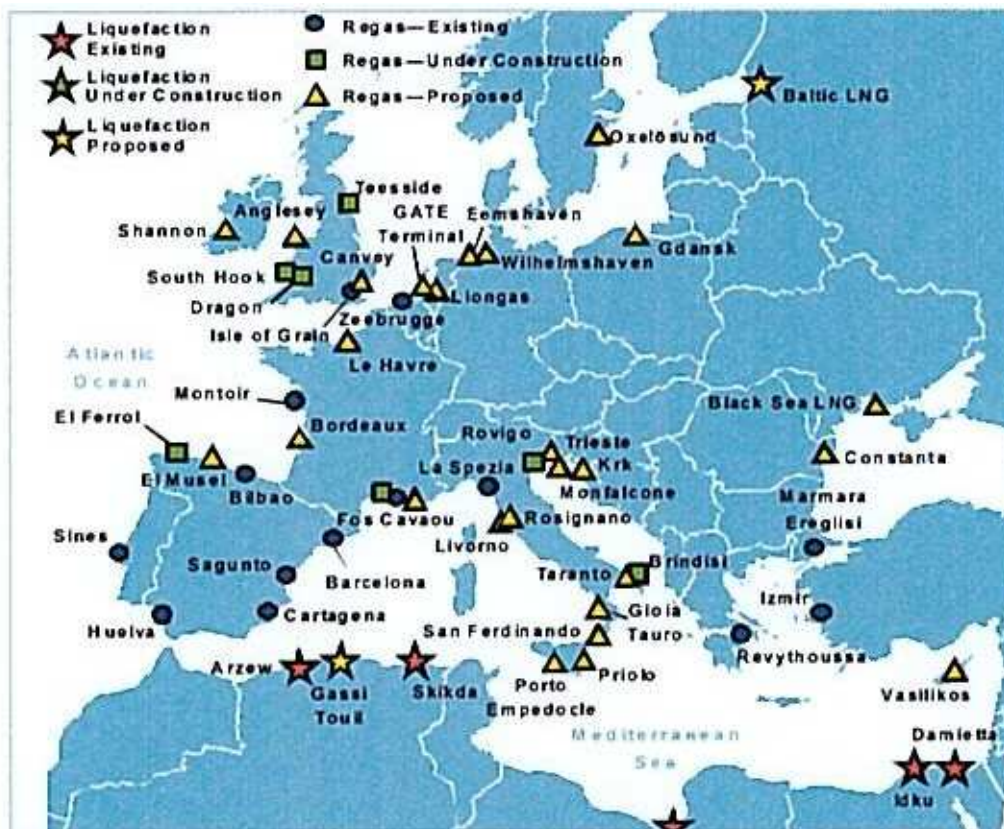 Liquefaction
Existing
Liquefaction
Under Construction
Liquefaction
Proposed
Regas—Existing
Regas—Under Construction
Regas—Proposed
Baltic LNG
Oxelösund
Teesside
GATE
Terminal
Eemshaven
Anglesey
Shannon
Wilhelmshaven
Gdansk
Canvey
South Hook
Dragon
Liongas
Isle of Grain
Zeebrugge
Le Havre
Atlantic
Ocean
Montoir
Black Sea LNG
El Ferrol
Bordeaux
Rovigo
Trieste
Constanta
La Spezia
Krk
El Musel
Bilbao
Monfalcone
Marmara
Ereglisi
Fos Cavaou
Rosignano
Sines
Livorno
Sagunto
Barcelona
Taranto
Brindisi
Izmir
Huelva
Cartagena
Gioia
Tauro
San Ferdinando
Revythoussa
Arzew
Gassi
Touil
Skikda
Porto
Empedocle
Priolo
Vasilikos
Mediterranean
Sea
Damietta
Idku